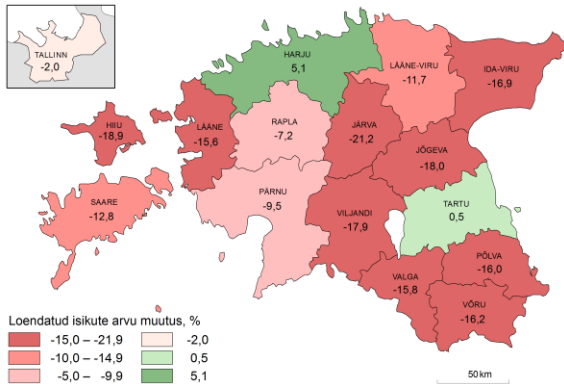 TALLINN
-2,0
HARJU
5,1
LÄÄNE-VIRU
-11,7
IDA-VIRU
-16,9
HIIU
-18,9
LÄÄNE
-15,6
RAPLA
-7,2
JÄRVA
-21,2
JÕGEVA
-18,0
SAARE
-12,8
PÄRNU
-9,5
VILJANDI
-17,9
TARTU
0,5
PÕLVA
-16,0
VALGA
-15,8
VÕRU
-16,2
Loendatud isikute arvu muutus, %
-15,0 – -21,9
-10,0 – -14,9
-5,0 – -9,9
-2,0
0,5
5,1
50 km